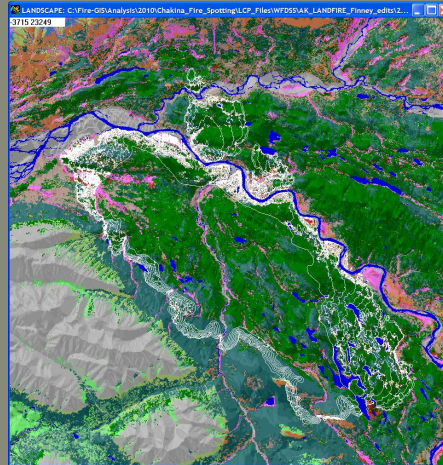 LANDSCAPE: C:\Fire-GIS\Analysis\2010\Chakina_Fire_Spotting\LCP_Files\WFDSS\AK_LANDFIRE_Finney_edits\2...
-3715 23249